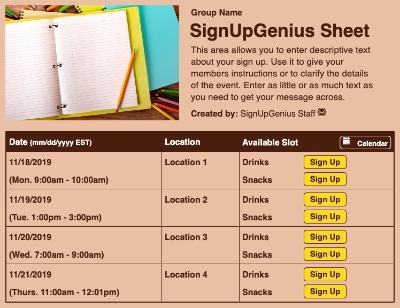 Group Name
SignUpGenius Sheet
This area allows you to enter descriptive text
about your sign up. Use it to give your
members instructions or to clarify the details
of the event. Enter as little or as much text as
you need to get your message across.
Created by: SignUpGenius Staff
Date (mm/dd/yyyy EST) Location Available Slot Calendar
11/18/2019 Location 1 Drinks Sign Up
(Mon. 9:00am - 10:00am) Snacks Sign Up
11/19/2019 Location 2 Drinks Sign Up
(Tue. 1:00pm - 3:00pm) Snacks Sign Up
11/20/2019 Location 3 Drinks Sign Up
(Wed. 7:00am - 9:00am) Snacks Sign Up
11/21/2019 Location 4 Drinks Sign Up
(Thurs. 11:00am - 12:01pm) Snacks Sign Up